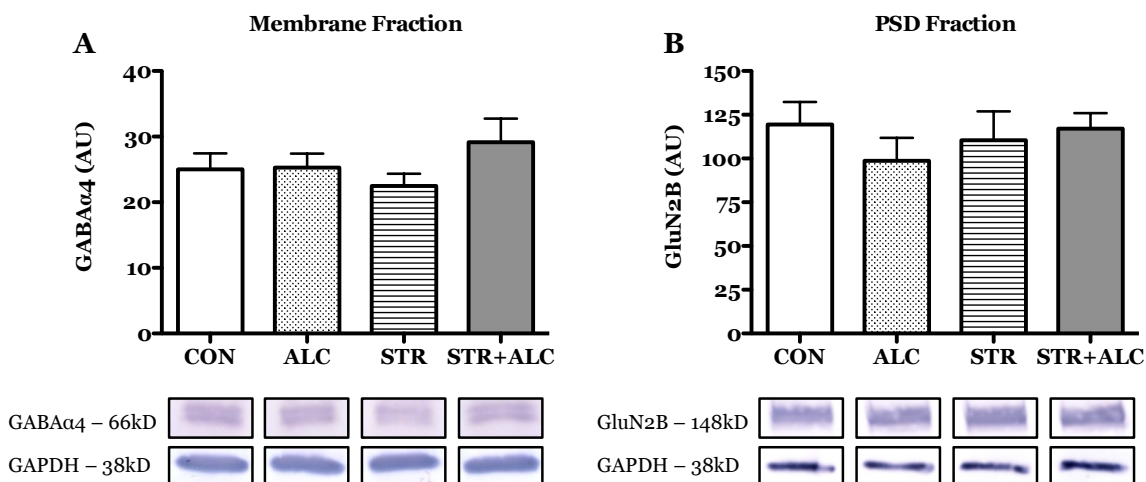 Membrane Fraction
A
GABAα4 (AU)
40
30
20
10
0
CON ALC STR STR+ALC
GABAα4 – 66kD
GAPDH – 38kD
PSD Fraction
B
GluN2B (AU)
150
125
100
75
50
25
0
CON ALC STR STR+ALC
GluN2B – 148kD
GAPDH – 38kD